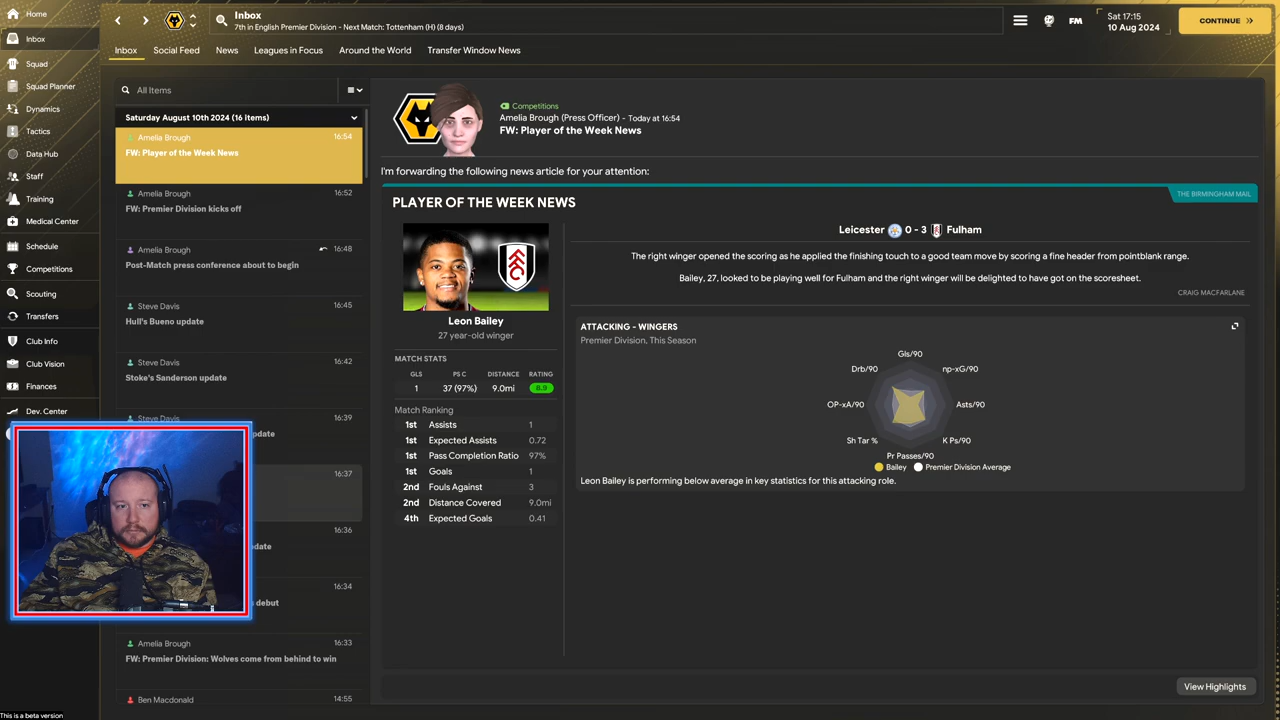 Home
Inbox
Squad
Squad Planner
Dynamics
Tactics
Data Hub
Staff
Training
Medical Center
Schedule
Competitions
Scouting
Transfers
Club Info
Club Vision
Finances
Dev. Center
This is a beta version
Inbox
7th in English Premier Division - Next Match: Tottenham (H) (8 days)
FM
Sat 17:15
10 Aug 2024
CONTINUE
Inbox
Social Feed
News
Leagues in Focus
Around the World
Transfer Window News
All Items
Saturday August 10th 2024 (16 Items)
Amelia Brough 16:54
FW: Player of the Week News
Amelia Brough 16:52
FW: Premier Division kicks off
Amelia Brough 16:48
Post-Match press conference about to begin
Steve Davis 16:45
Hull's Bueno update
Steve Davis 16:42
Stoke's Sanderson update
Steve Davis 16:39
16:37
16:36
16:34
debut
Amelia Brough 16:33
FW: Premier Division: Wolves come from behind to win
Ben Macdonald 14:55
Competitions
Amelia Brough (Press Officer) - Today at 16:54
FW: Player of the Week News
I'm forwarding the following news article for your attention:
THE BIRMINGHAM MAIL
PLAYER OF THE WEEK NEWS
Leon Bailey
27 year-old winger
MATCH STATS
GLS PS C DISTANCE RATING
1 37 (97%) 9.0mi 8.9
Match Ranking
1st Assists 1
1st Expected Assists 0.72
1st Pass Completion Ratio 97%
1st Goals 1
2nd Fouls Against 3
2nd Distance Covered 9.0mi
4th Expected Goals 0.41
Leicester 0 - 3 Fulham
The right winger opened the scoring as he applied the finishing touch to a good team move by scoring a fine header from pointblank range.
Bailey, 27, looked to be playing well for Fulham and the right winger will be delighted to have got on the scoresheet.
CRAIG MACFARLANE
ATTACKING - WINGERS
Premier Division, This Season
Gls/90
Drb/90 np-xG/90
OP-xA/90 Asts/90
Sh Tar % K Ps/90
Pr Passes/90
Bailey Premier Division Average
Leon Bailey is performing below average in key statistics for this attacking role.
View Highlights